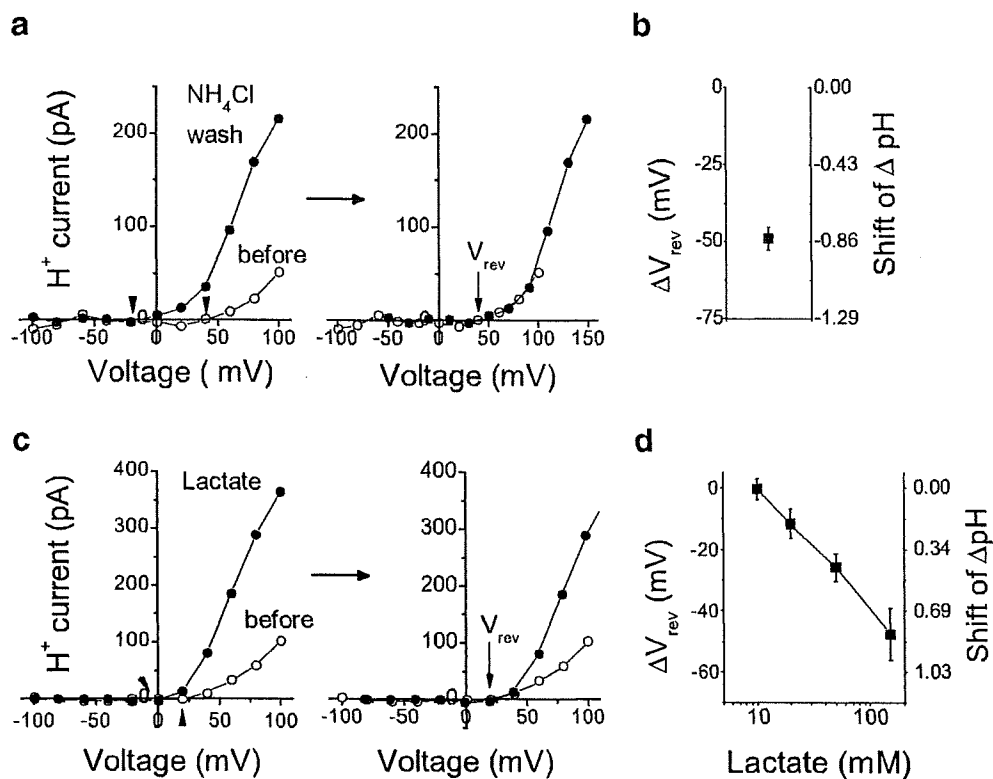 a
H⁺ current (pA)
200
100
0
NH₄Cl
wash
before
-100 -50 0 50 100
Voltage ( mV)
200
100
V_rev
-100 -50 0 50 100 150
Voltage (mV)
b
ΔV_rev (mV)
0
-25
-50
-75
0.00
-0.43
-0.86
-1.29
Shift of Δ pH
c
H⁺ current (pA)
400
300
200
100
0
Lactate
before
-100 -50 0 50 100
Voltage (mV)
400
300
200
100
V_rev
-100 -50 0 50 100
Voltage (mV)
d
ΔV_rev (mV)
0
-20
-40
-60
0.00
0.34
0.69
1.03
Shift of ΔpH
10 100
Lactate (mM)